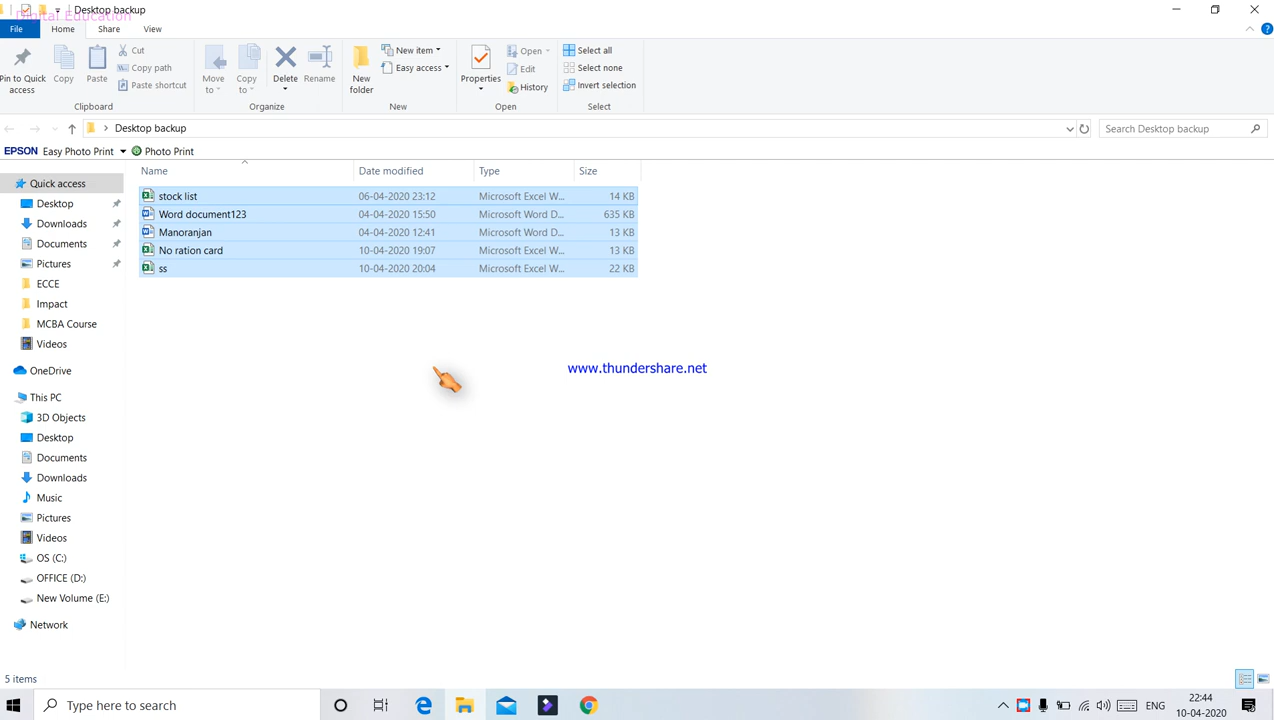 Desktop backup
Digital Education
File Home Share View
Pin to Quick access
Copy
Paste
Cut
Copy path
Paste shortcut
Clipboard
Move to
Copy to
Delete
Rename
Organize
New folder
New item
Easy access
New
Properties
Open
Edit
History
Open
Select all
Select none
Invert selection
Select
Desktop backup
Search Desktop backup
EPSON Easy Photo Print Photo Print
Name Date modified Type Size
stock list 06-04-2020 23:12 Microsoft Excel W... 14 KB
Word document123 04-04-2020 15:50 Microsoft Word D... 635 KB
Manoranjan 04-04-2020 12:41 Microsoft Word D... 13 KB
No ration card 10-04-2020 19:07 Microsoft Excel W... 13 KB
ss 10-04-2020 20:04 Microsoft Excel W... 22 KB
Quick access
Desktop
Downloads
Documents
Pictures
ECCE
Impact
MCBA Course
Videos
OneDrive
This PC
3D Objects
Desktop
Documents
Downloads
Music
Pictures
Videos
OS (C:)
OFFICE (D:)
New Volume (E:)
Network
www.thundershare.net
5 items
Type here to search
ENG
22:44
10-04-2020